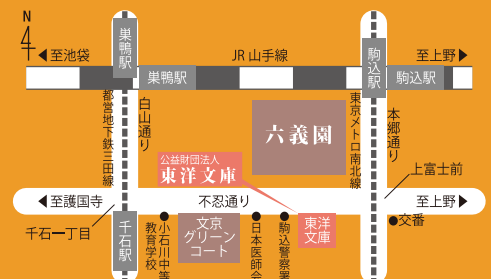 N
至池袋
巣鴨駅
JR 山手線
駒込駅
至上野
巣鴨駅
駒込駅
都営地下鉄三田線
白山通り
六義園
東京メトロ南北線
本郷通り
公益財団法人
東洋文庫
上富士前
至護国寺
不忍通り
至上野
千石一丁目
千石駅
小石川中等
教育学校
文京
グリーン
コート
日本医師会
駒込警察署
東洋
文庫
交番